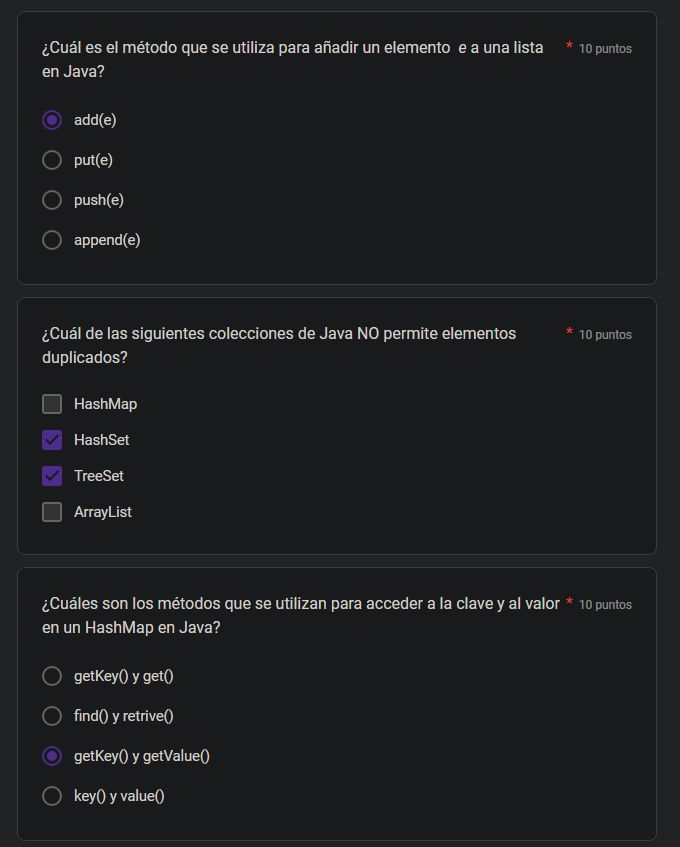 ¿Cuál es el método que se utiliza para añadir un elemento e a una lista * 10 puntos
en Java?
add(e)
put(e)
push(e)
append(e)
¿Cuál de las siguientes colecciones de Java NO permite elementos * 10 puntos
duplicados?
HashMap
HashSet
TreeSet
ArrayList
¿Cuáles son los métodos que se utilizan para acceder a la clave y al valor * 10 puntos
en un HashMap en Java?
getKey() y get()
find() y retrive()
getKey() y getValue()
key() y value()